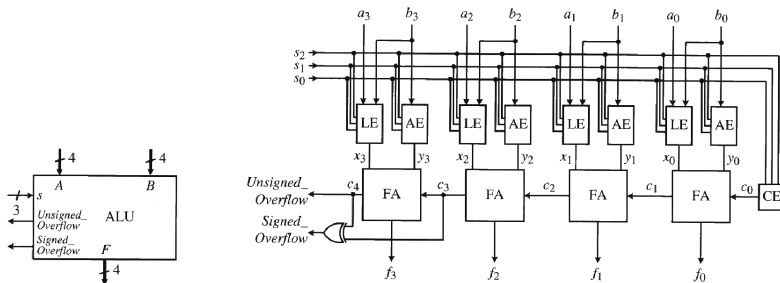 4
4
A
B
s
3
Unsigned_
Overflow
ALU
Signed_
Overflow
F
4
a₃ b₃ a₂ b₂ a₁ b₁ a₀ b₀
s₂
s₁
s₀
LE AE LE AE LE AE LE AE
x₃ y₃ x₂ y₂ x₁ y₁ x₀ y₀
Unsigned_
Overflow
c₄ FA c₃ FA c₂ FA c₁ FA c₀ CE
Signed_
Overflow
f₃ f₂ f₁ f₀